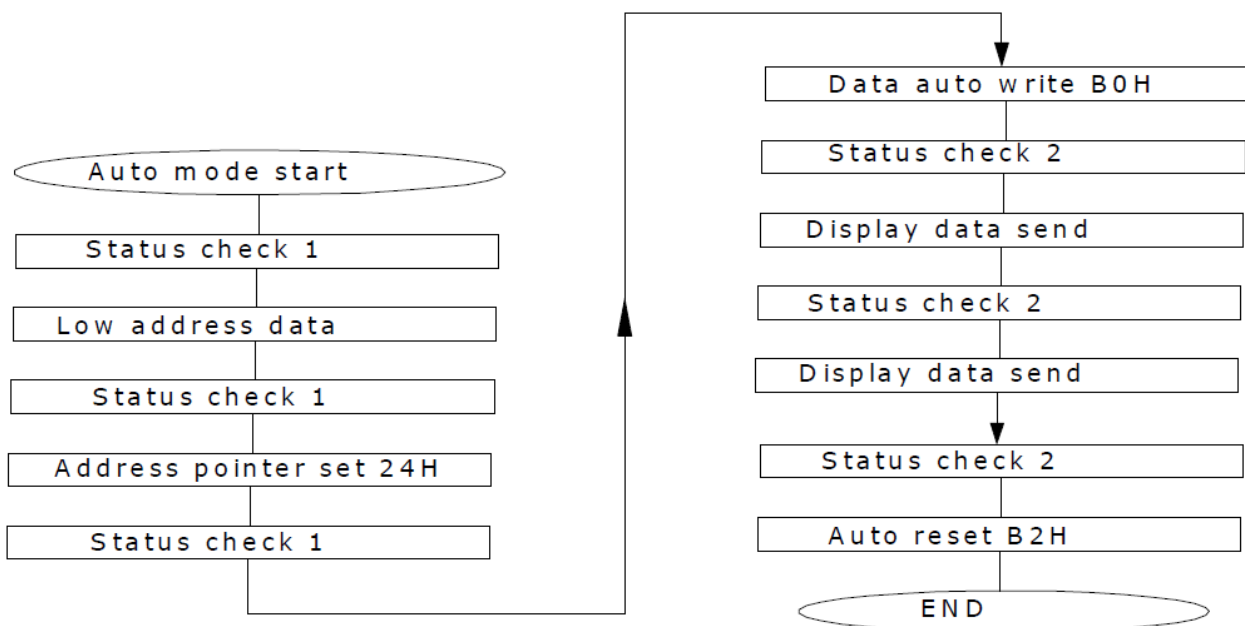 Auto mode start
Status check 1
Low address data
Status check 1
Address pointer set 24H
Status check 1
Data auto write B0H
Status check 2
Display data send
Status check 2
Display data send
Status check 2
Auto reset B2H
END